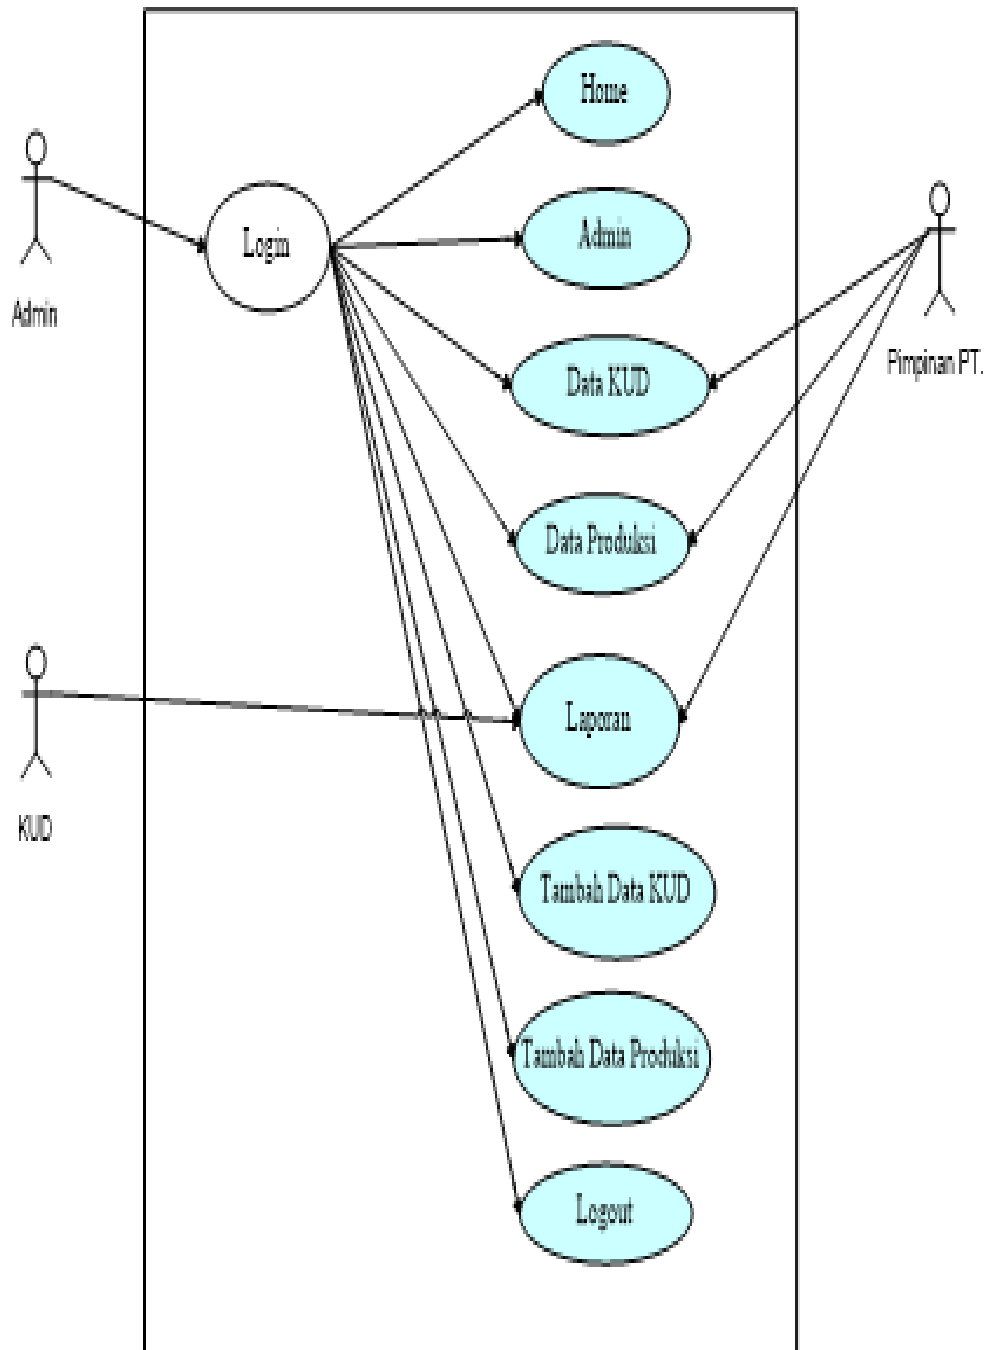 Home
Login
Admin
Admin
Pimpinan PT.
Data KUD
Data Produksi
Laporan
KUD
Tambah Data KUD
Tambah Data Produksi
Logout